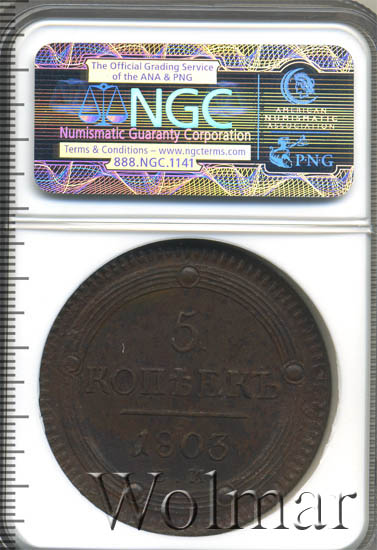 The Official Grading Service
of the ANA & PNG
NGC
Numismatic Guaranty Corporation
Terms & Conditions – www.ngcterms.com
888.NGC.1141
AMERICAN
NUMISMATIC
ASSOCIATION
PNG
5
КОПѢЕКЪ
1803
Wolmar